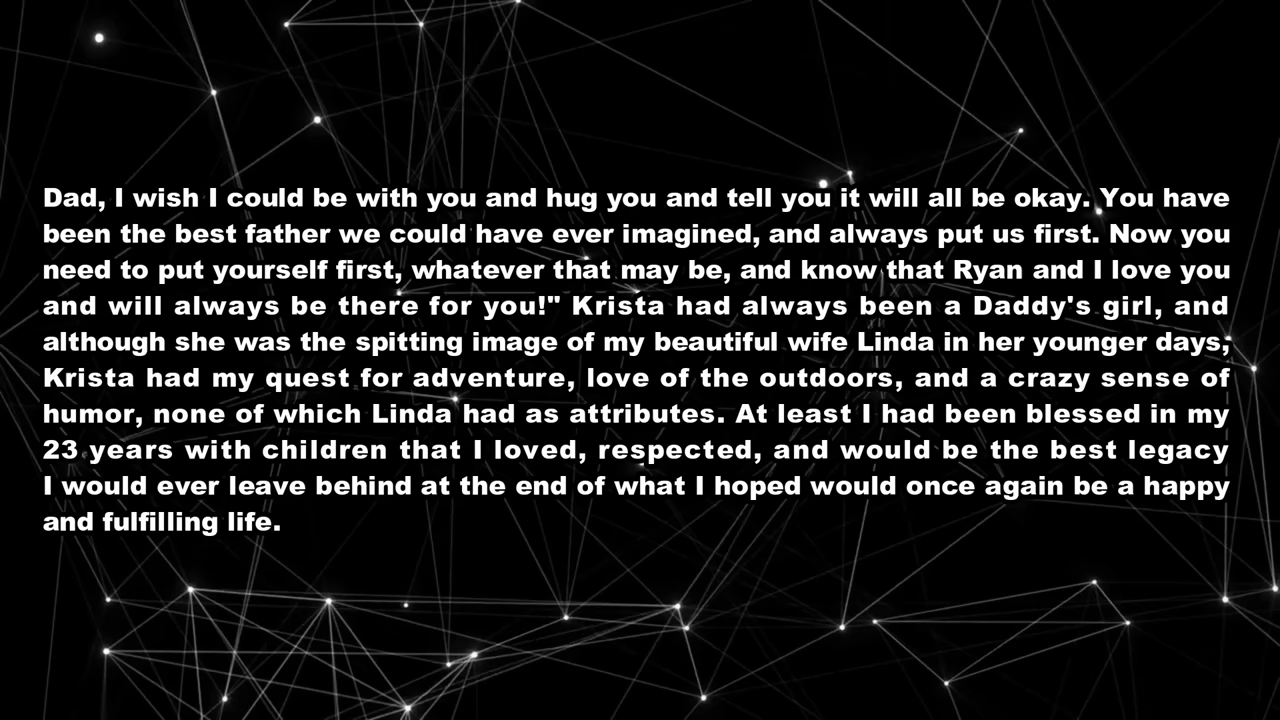 Dad, I wish I could be with you and hug you and tell you it will all be okay. You have
been the best father we could have ever imagined, and always put us first. Now you
need to put yourself first, whatever that may be, and know that Ryan and I love you
and will always be there for you!" Krista had always been a Daddy's girl, and
although she was the spitting image of my beautiful wife Linda in her younger days,
Krista had my quest for adventure, love of the outdoors, and a crazy sense of
humor, none of which Linda had as attributes. At least I had been blessed in my
23 years with children that I loved, respected, and would be the best legacy
I would ever leave behind at the end of what I hoped would once again be a happy
and fulfilling life.